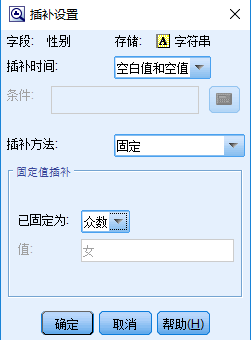 插补设置
字段: 性别 存储: A 字符串
插补时间: 空白值和空值
条件:
插补方法: 固定
固定值插补
已固定为: 众数
值: 女
确定 取消 帮助(H)